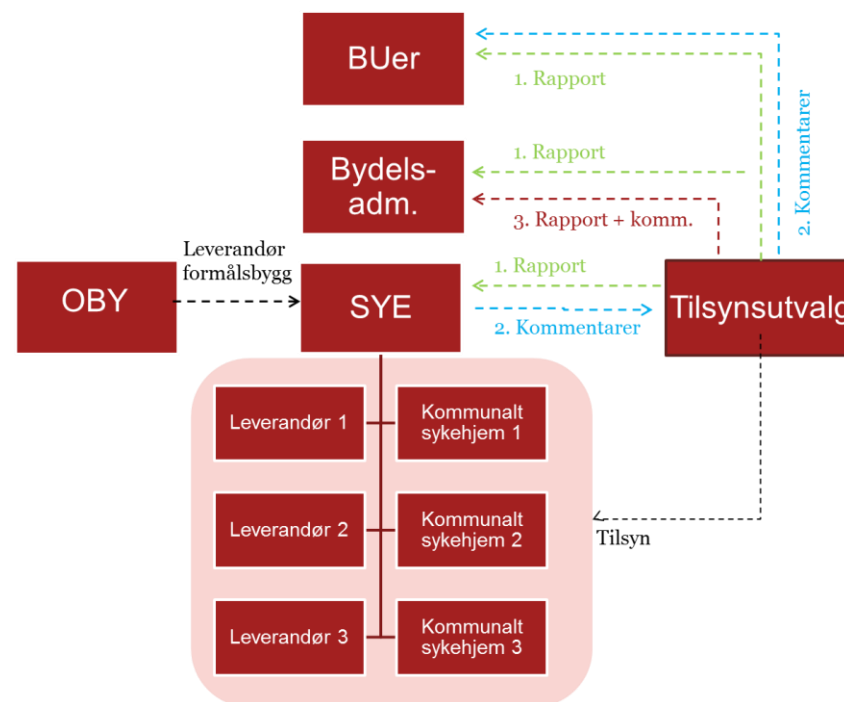 BUer
1. Rapport
2. Kommentarer
Bydels-
adm.
1. Rapport
3. Rapport + komm.
Leverandør
formålsbygg
OBY
SYE
1. Rapport
2. Kommentarer
Tilsynsutvalg
Leverandør 1
Kommunalt
sykehjem 1
Leverandør 2
Kommunalt
sykehjem 2
Tilsyn
Leverandør 3
Kommunalt
sykehjem 3